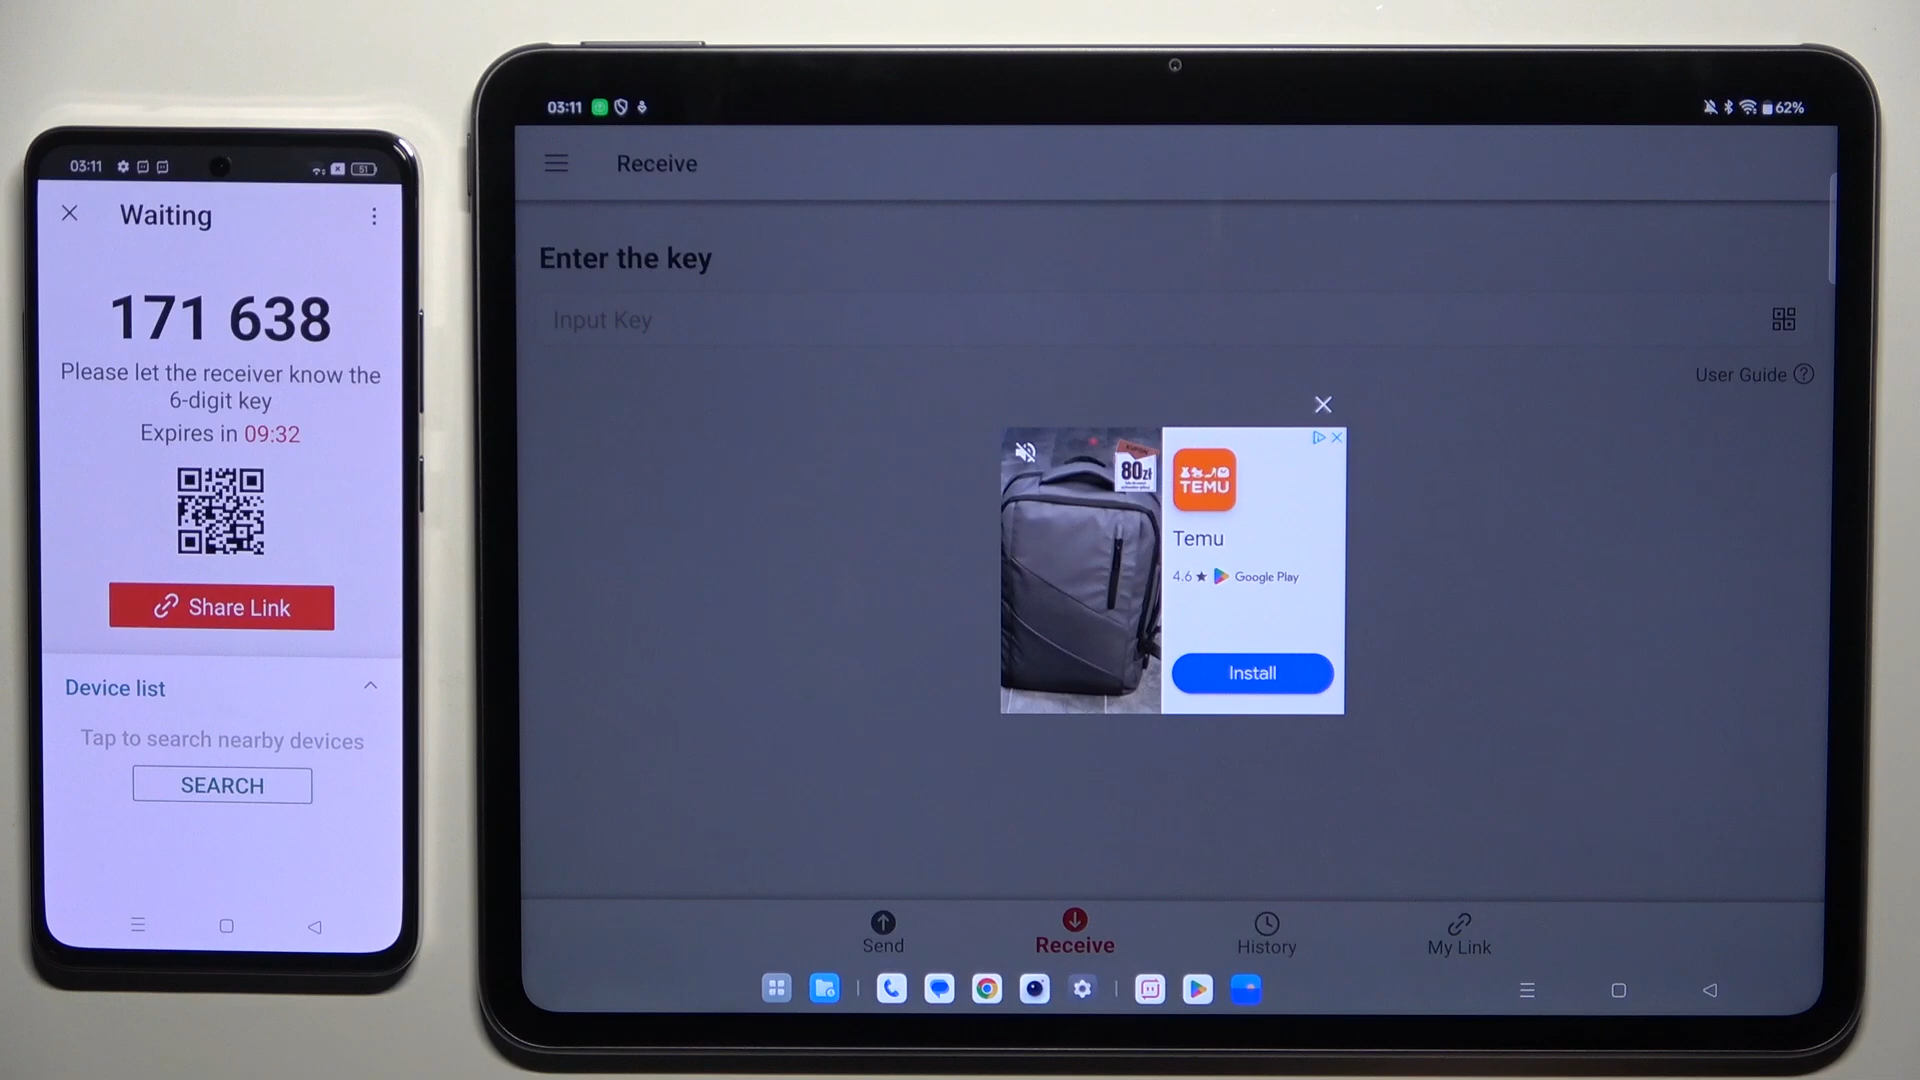 03:11
51
Waiting
171 638
Please let the receiver know the
6-digit key
Expires in 09:32
Share Link
Device list
Tap to search nearby devices
SEARCH
03:11
62%
Receive
Enter the key
Input Key
User Guide ?
80zł
TEMU
Temu
4.6 ★ Google Play
Install
Send
Receive
History
My Link